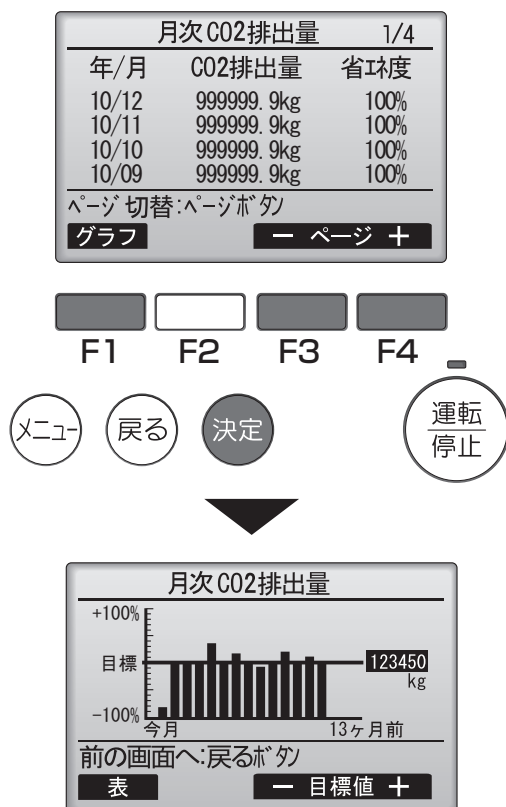 月次CO2排出量 1/4
年/月 CO2排出量 省エネ度
10/12 999999.9kg 100%
10/11 999999.9kg 100%
10/10 999999.9kg 100%
10/09 999999.9kg 100%
ページ切替:ページボタン
グラフ － ページ ＋
F1 F2 F3 F4
メニュー 戻る 決定 運転
停止
月次CO2排出量
+100%
目標 123450
kg
-100%
今月 13ヶ月前
前の画面へ:戻るボタン
表 － 目標値 ＋